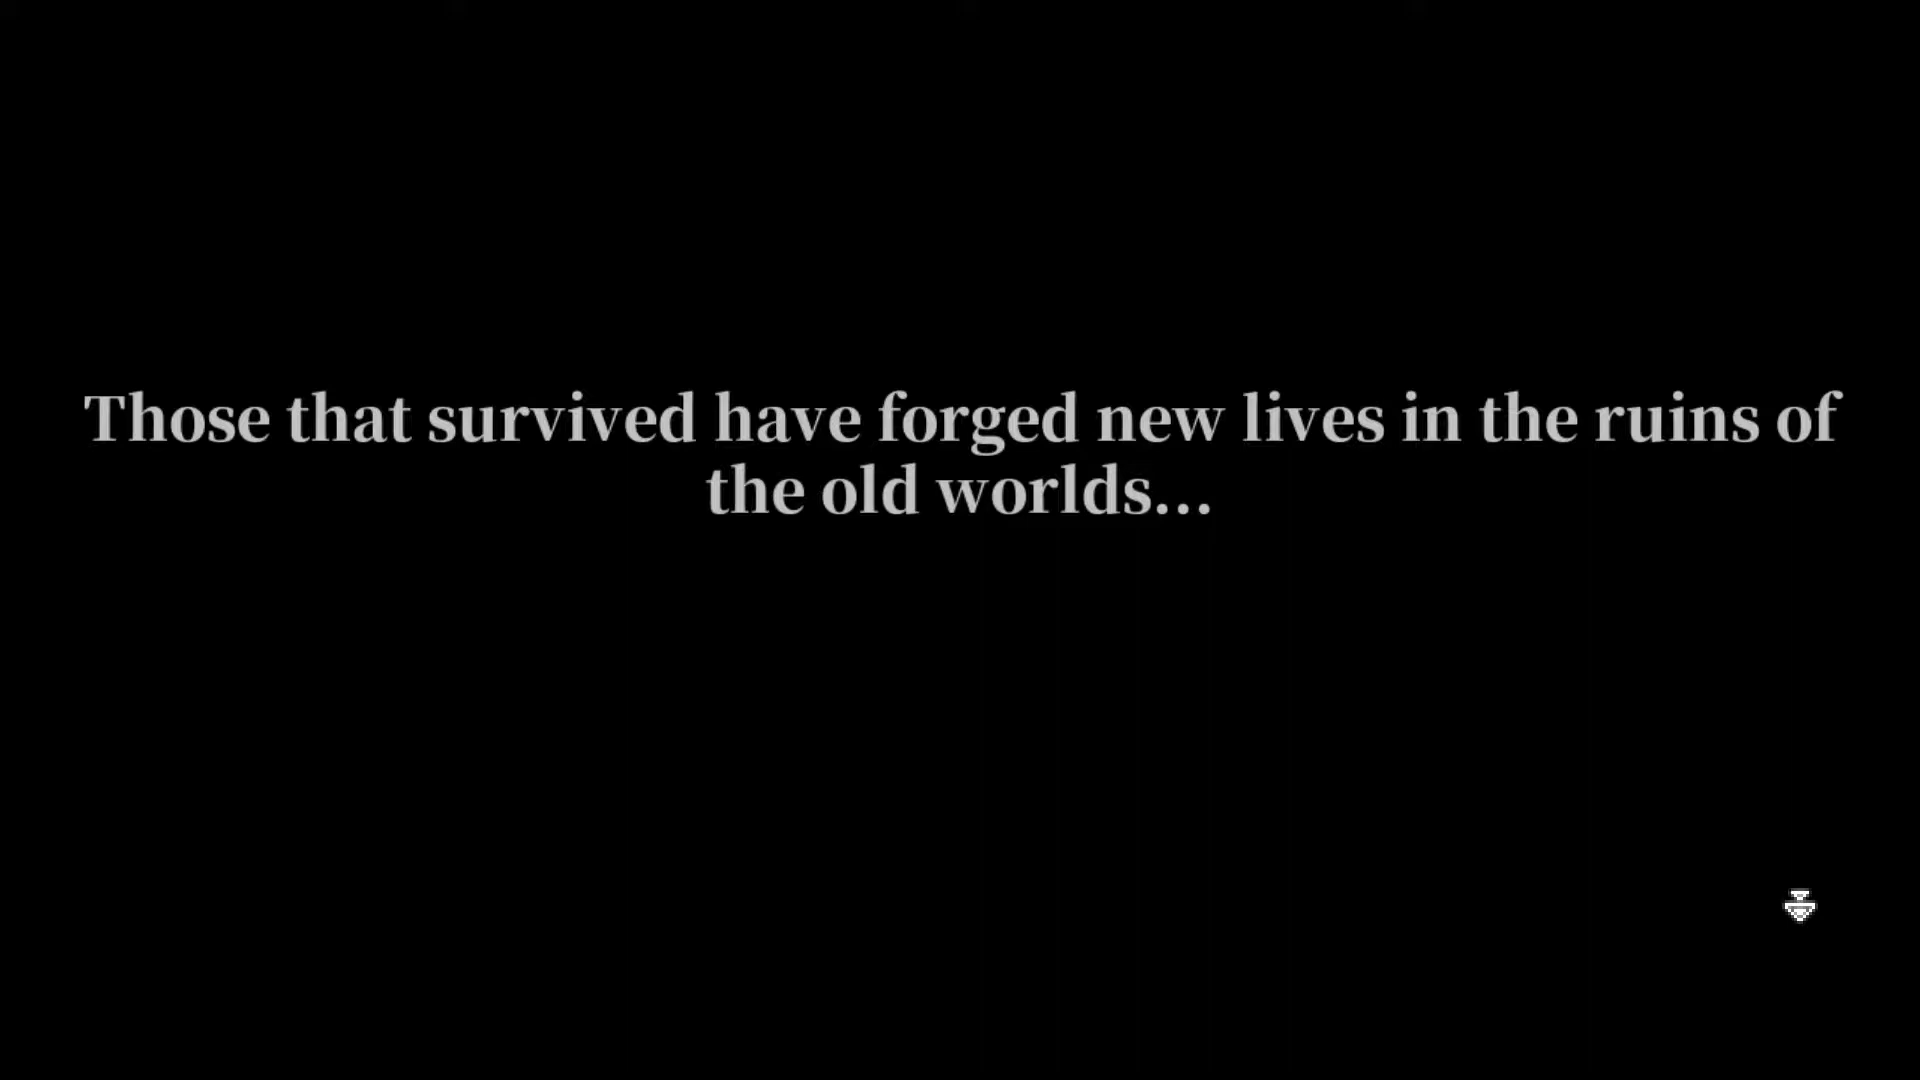 Those that survived have forged new lives in the ruins of
the old worlds...